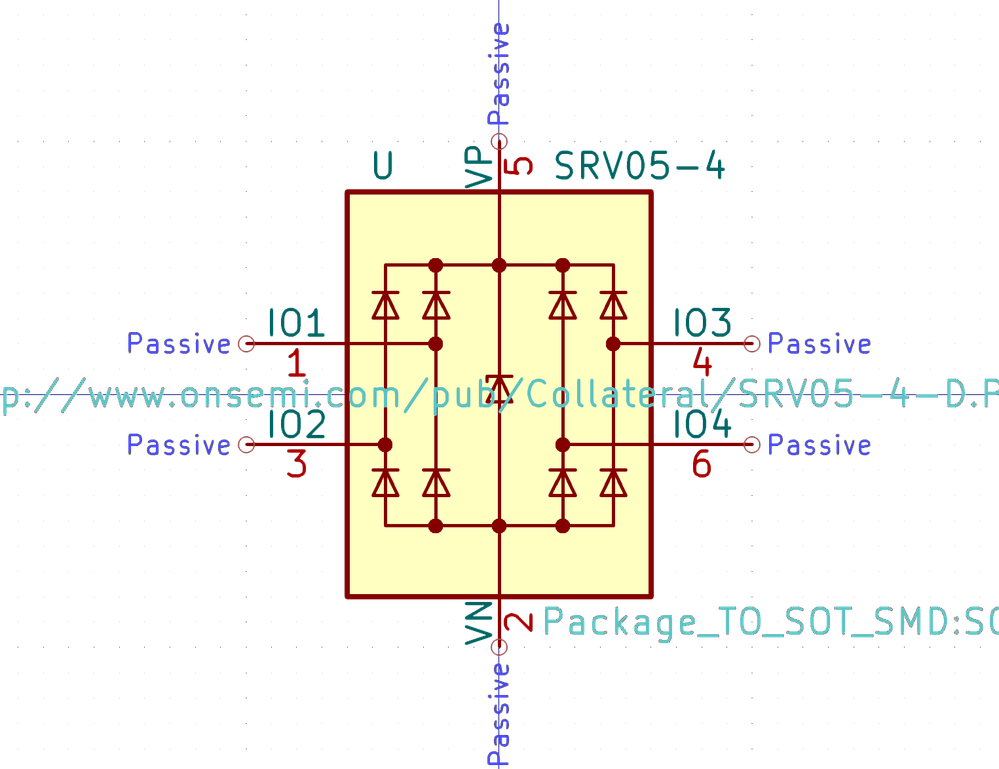 Passive
U
VP
5
SRV05-4
IO1
IO3
Passive
1
4
Passive
p://www.onsemi.com/pub/Collateral/SRV05-4-D.P
IO2
IO4
Passive
3
6
Passive
VN
2
Package_TO_SOT_SMD:SO
Passive